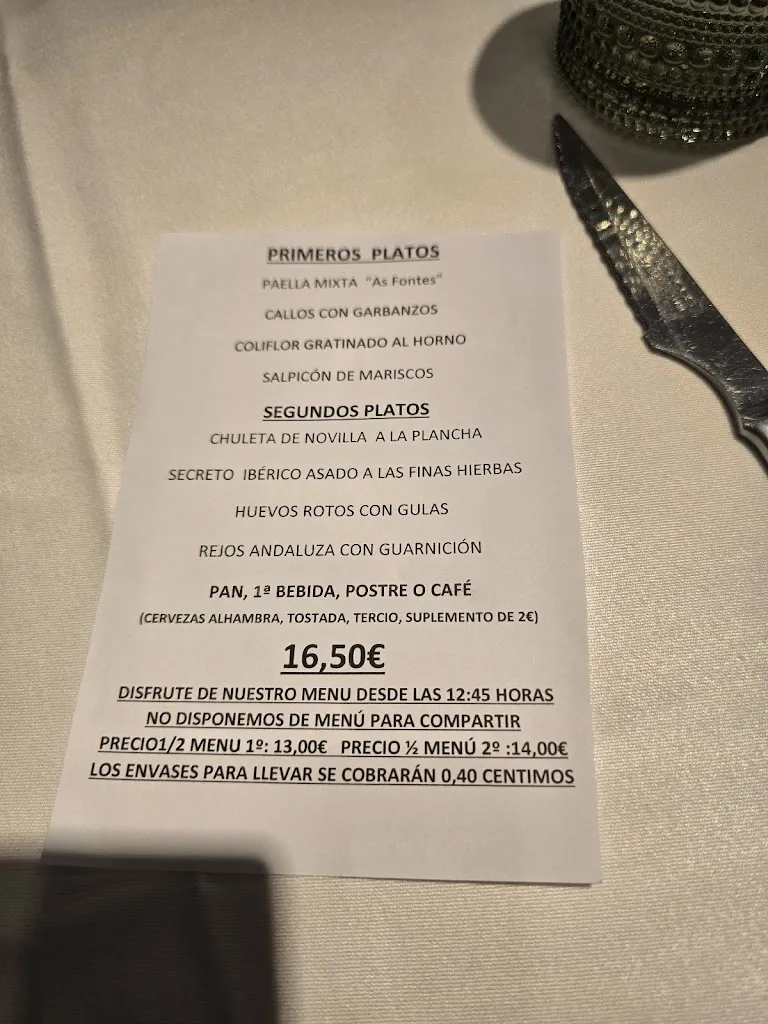 PRIMEROS PLATOS
PAELLA MIXTA "As Fontes"
CALLOS CON GARBANZOS
COLIFLOR GRATINADO AL HORNO
SALPICÓN DE MARISCOS
SEGUNDOS PLATOS
CHULETA DE NOVILLA A LA PLANCHA
SECRETO IBÉRICO ASADO A LAS FINAS HIERBAS
HUEVOS ROTOS CON GULAS
REJOS ANDALUZA CON GUARNICIÓN
PAN, 1ª BEBIDA, POSTRE O CAFÉ
(CERVEZAS ALHAMBRA, TOSTADA, TERCIO, SUPLEMENTO DE 2€)
16,50€
DISFRUTE DE NUESTRO MENU DESDE LAS 12:45 HORAS
NO DISPONEMOS DE MENÚ PARA COMPARTIR
PRECIO1/2 MENU 1º: 13,00€ PRECIO ½ MENÚ 2º :14,00€
LOS ENVASES PARA LLEVAR SE COBRARÁN 0,40 CENTIMOS